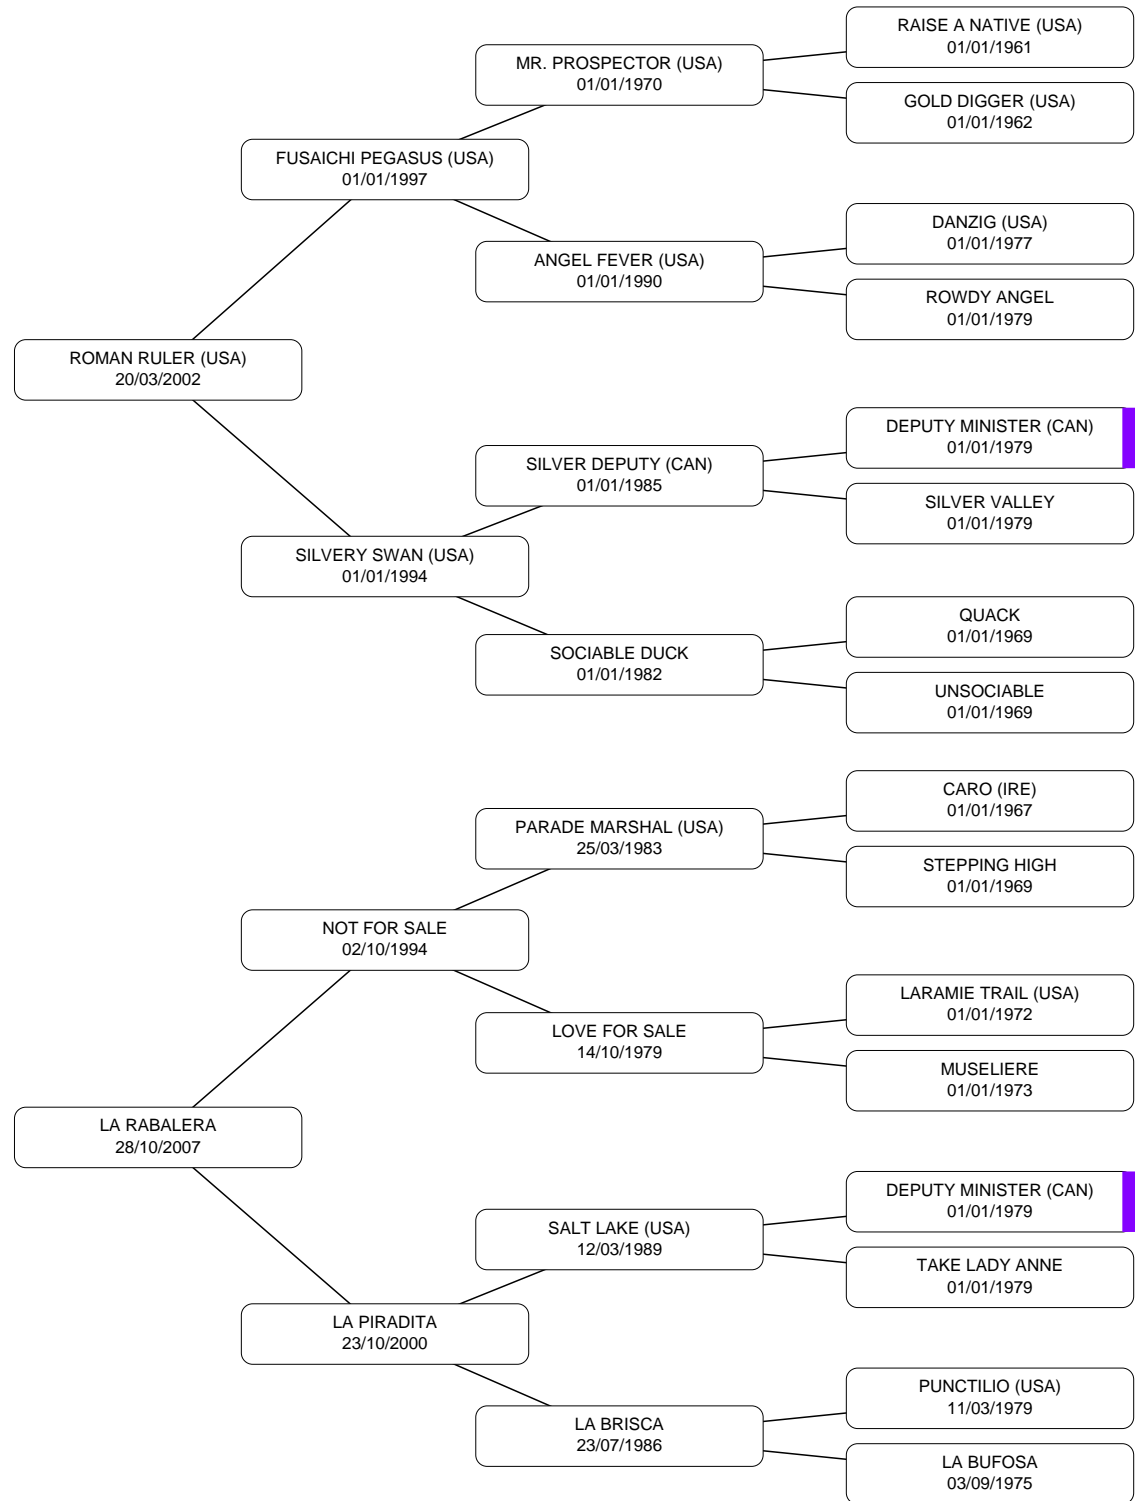 RAISE A NATIVE (USA)
01/01/1961
MR. PROSPECTOR (USA)
01/01/1970
GOLD DIGGER (USA)
01/01/1962
FUSAICHI PEGASUS (USA)
01/01/1997
DANZIG (USA)
01/01/1977
ANGEL FEVER (USA)
01/01/1990
ROWDY ANGEL
01/01/1979
ROMAN RULER (USA)
20/03/2002
DEPUTY MINISTER (CAN)
01/01/1979
SILVER DEPUTY (CAN)
01/01/1985
SILVER VALLEY
01/01/1979
SILVERY SWAN (USA)
01/01/1994
QUACK
01/01/1969
SOCIABLE DUCK
01/01/1982
UNSOCIABLE
01/01/1969
CARO (IRE)
01/01/1967
PARADE MARSHAL (USA)
25/03/1983
STEPPING HIGH
01/01/1969
NOT FOR SALE
02/10/1994
LARAMIE TRAIL (USA)
01/01/1972
LOVE FOR SALE
14/10/1979
MUSELIERE
01/01/1973
LA RABALERA
28/10/2007
DEPUTY MINISTER (CAN)
01/01/1979
SALT LAKE (USA)
12/03/1989
TAKE LADY ANNE
01/01/1979
LA PIRADITA
23/10/2000
PUNCTILIO (USA)
11/03/1979
LA BRISCA
23/07/1986
LA BUFOSA
03/09/1975